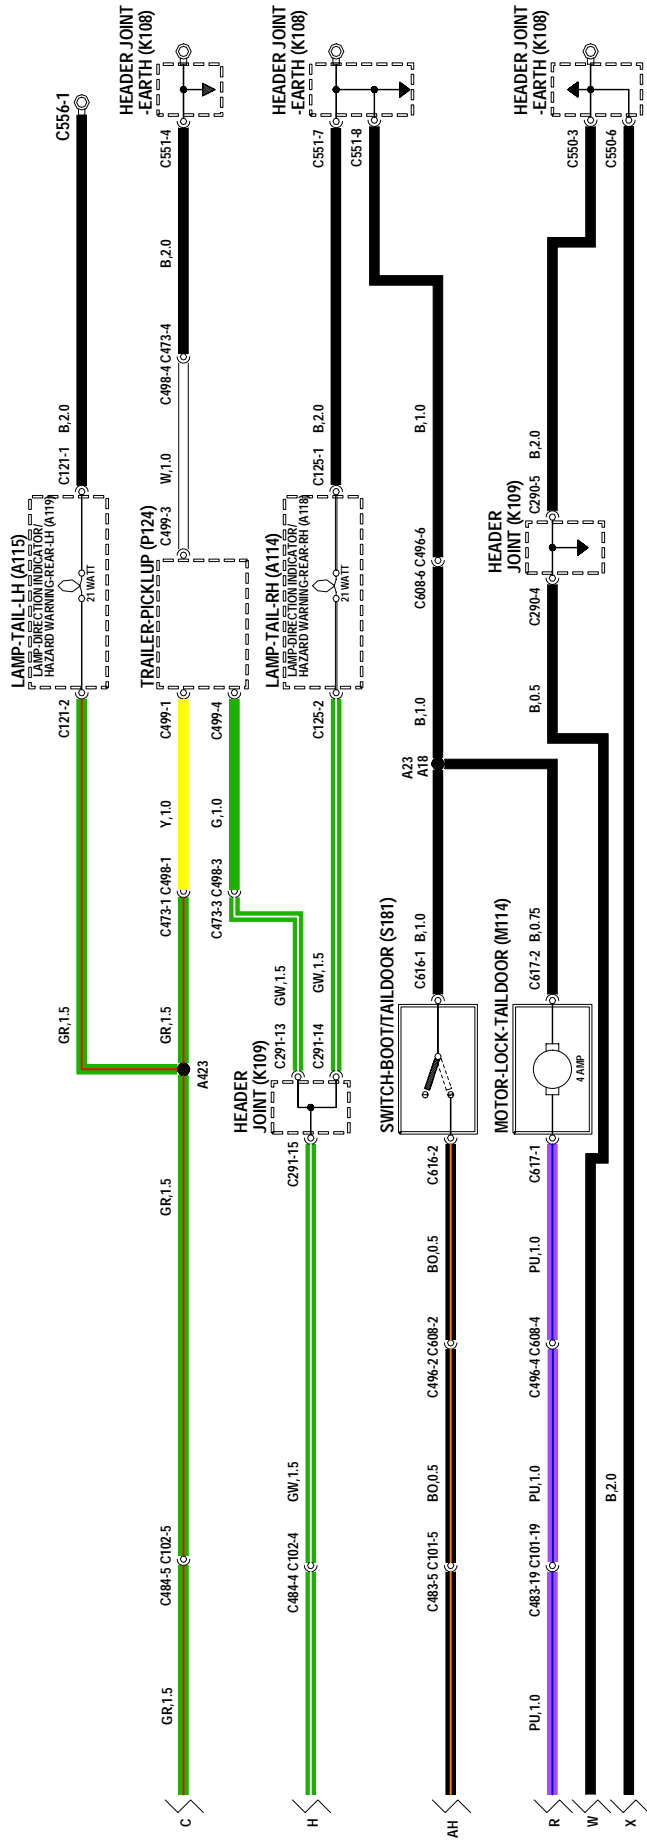 C556-1
B,2.0
C121-1
LAMP-TAIL-LH (A115)
LAMP-DIRECTION INDICATOR/
HAZARD WARNING-REAR-LH (A119)
21 WATT
C121-2
GR,1.5
HEADER JOINT
-EARTH (K108)
C551-4
B,2.0
C498-4 C473-4
W,1.0
C499-3
TRAILER-PICKLUP (P124)
C499-1
C499-4
Y,1.0
G,1.0
C473-1 C498-1
C473-3 C498-3
GR,1.5
A423
GR,1.5
C484-5 C102-5
GR,1.5
C
HEADER JOINT
-EARTH (K108)
C551-7
C551-8
B,2.0
C125-1
LAMP-TAIL-RH (A114)
LAMP-DIRECTION INDICATOR/
HAZARD WARNING-REAR-RH (A118)
21 WATT
C125-2
GW,1.5
GW,1.5
C291-13
C291-14
HEADER
JOINT (K109)
C291-15
GW,1.5
C484-4 C102-4
H
B,1.0
C608-6 C496-6
B,1.0
A23
A18
C616-1 B,1.0
SWITCH-BOOT/TAILDOOR (S181)
C616-2
BO,0.5
C496-2 C608-2
BO,0.5
C483-5 C101-5
AH
C617-2 B,0.75
MOTOR-LOCK-TAILDOOR (M114)
4 AMP
C617-1
PU,1.0
C496-4 C608-4
PU,1.0
C483-19 C101-19
PU,1.0
R
HEADER JOINT
-EARTH (K108)
C550-3
C550-6
B,2.0
C290-5
HEADER
JOINT (K109)
C290-4
B,0.5
W
B,2.0
X